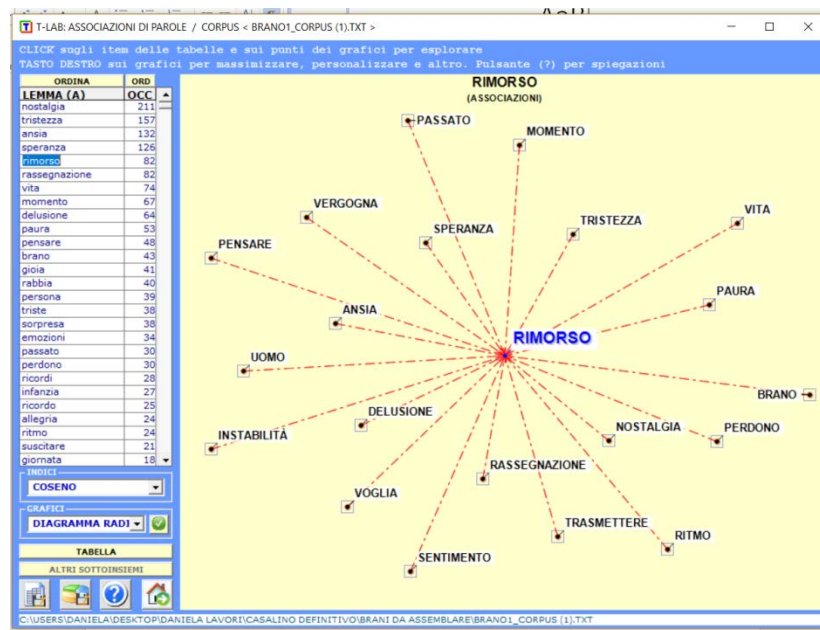 T-LAB: ASSOCIAZIONI DI PAROLE / CORPUS < BRANO1_CORPUS (1).TXT >
CLICK sugli item delle tabelle e sui punti dei grafici per esplorare
TASTO DESTRO sui grafici per massimizzare, personalizzare e altro. Pulsante (?) per spiegazioni
ORDINA ORD
LEMMA (A) OCC
nostalgia 211
tristezza 157
ansia 132
speranza 126
rimorso 82
rassegnazione 82
vita 74
momento 67
delusione 64
paura 53
pensare 48
brano 43
gioia 41
rabbia 40
persona 39
triste 38
sorpresa 38
emozioni 34
passato 30
perdono 30
ricordi 28
infanzia 27
ricordo 25
allegria 24
ritmo 24
suscitare 21
giornata 18
INDICI
COSENO
GRAFICI
DIAGRAMMA RADI
TABELLA
ALTRI SOTTOINSIEMI
RIMORSO
(ASSOCIAZIONI)
PASSATO
MOMENTO
VERGOGNA
VITA
SPERANZA
TRISTEZZA
PENSARE
PAURA
ANSIA
RIMORSO
UOMO
BRANO
DELUSIONE
NOSTALGIA
PERDONO
INSTABILITÀ
RASSEGNAZIONE
VOGLIA
TRASMETTERE
RITMO
SENTIMENTO
C:\USERS\DANIELA\DESKTOP\DANIELA LAVORI\CASALINO DEFINITIVO\BRANI DA ASSEMBLARE\BRANO1_CORPUS (1).TXT